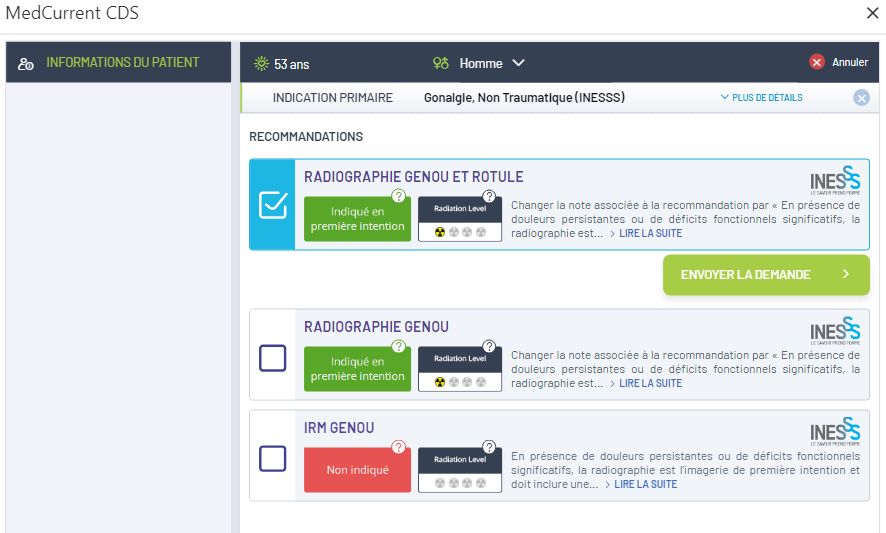 MedCurrent CDS
INFORMATIONS DU PATIENT
53 ans
Homme
Annuler
INDICATION PRIMAIRE
Gonalgie, Non Traumatique (INESSS)
PLUS DE DÉTAILS
RECOMMANDATIONS
RADIOGRAPHIE GENOU ET ROTULE
INESSS
LE SAVOIR PREND FORME
Indiqué en
première intention
?
Radiation Level
?
Changer la note associée à la recommandation par « En présence de
douleurs persistantes ou de déficits fonctionnels significatifs, la
radiographie est... > LIRE LA SUITE
ENVOYER LA DEMANDE
RADIOGRAPHIE GENOU
INESSS
LE SAVOIR PREND FORME
Indiqué en
première intention
?
Radiation Level
?
Changer la note associée à la recommandation par « En présence de
douleurs persistantes ou de déficits fonctionnels significatifs, la
radiographie est... > LIRE LA SUITE
IRM GENOU
INESSS
LE SAVOIR PREND FORME
Non indiqué
?
Radiation Level
?
En présence de douleurs persistantes ou de déficits fonctionnels
significatifs, la radiographie est l'imagerie de première intention et
doit inclure une... > LIRE LA SUITE